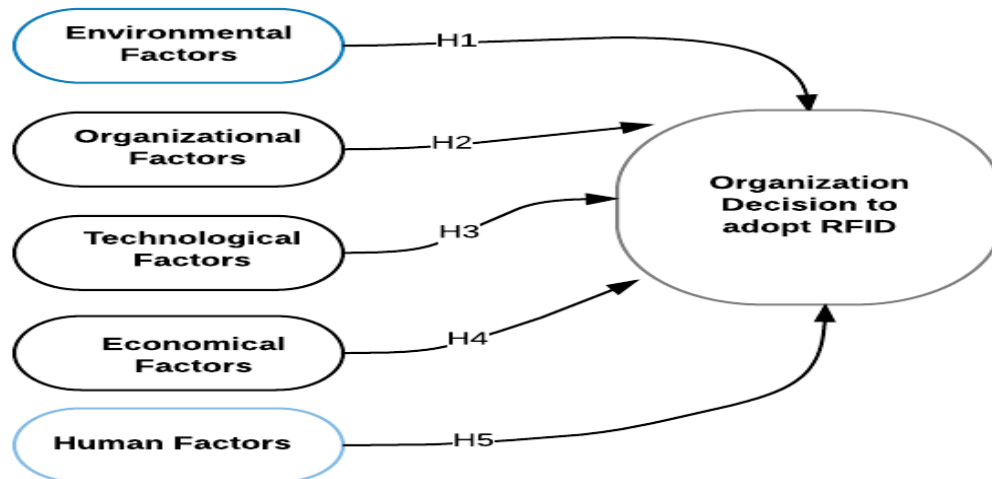 Environmental
Factors
H1
Organizational
Factors
H2
Technological
Factors
H3
Economical
Factors
H4
Human Factors
H5
Organization
Decision to
adopt RFID